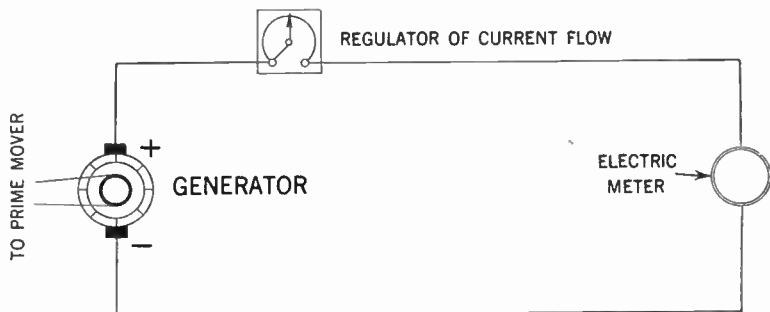 REGULATOR OF CURRENT FLOW
TO PRIME MOVER
+
GENERATOR
−
ELECTRIC
METER